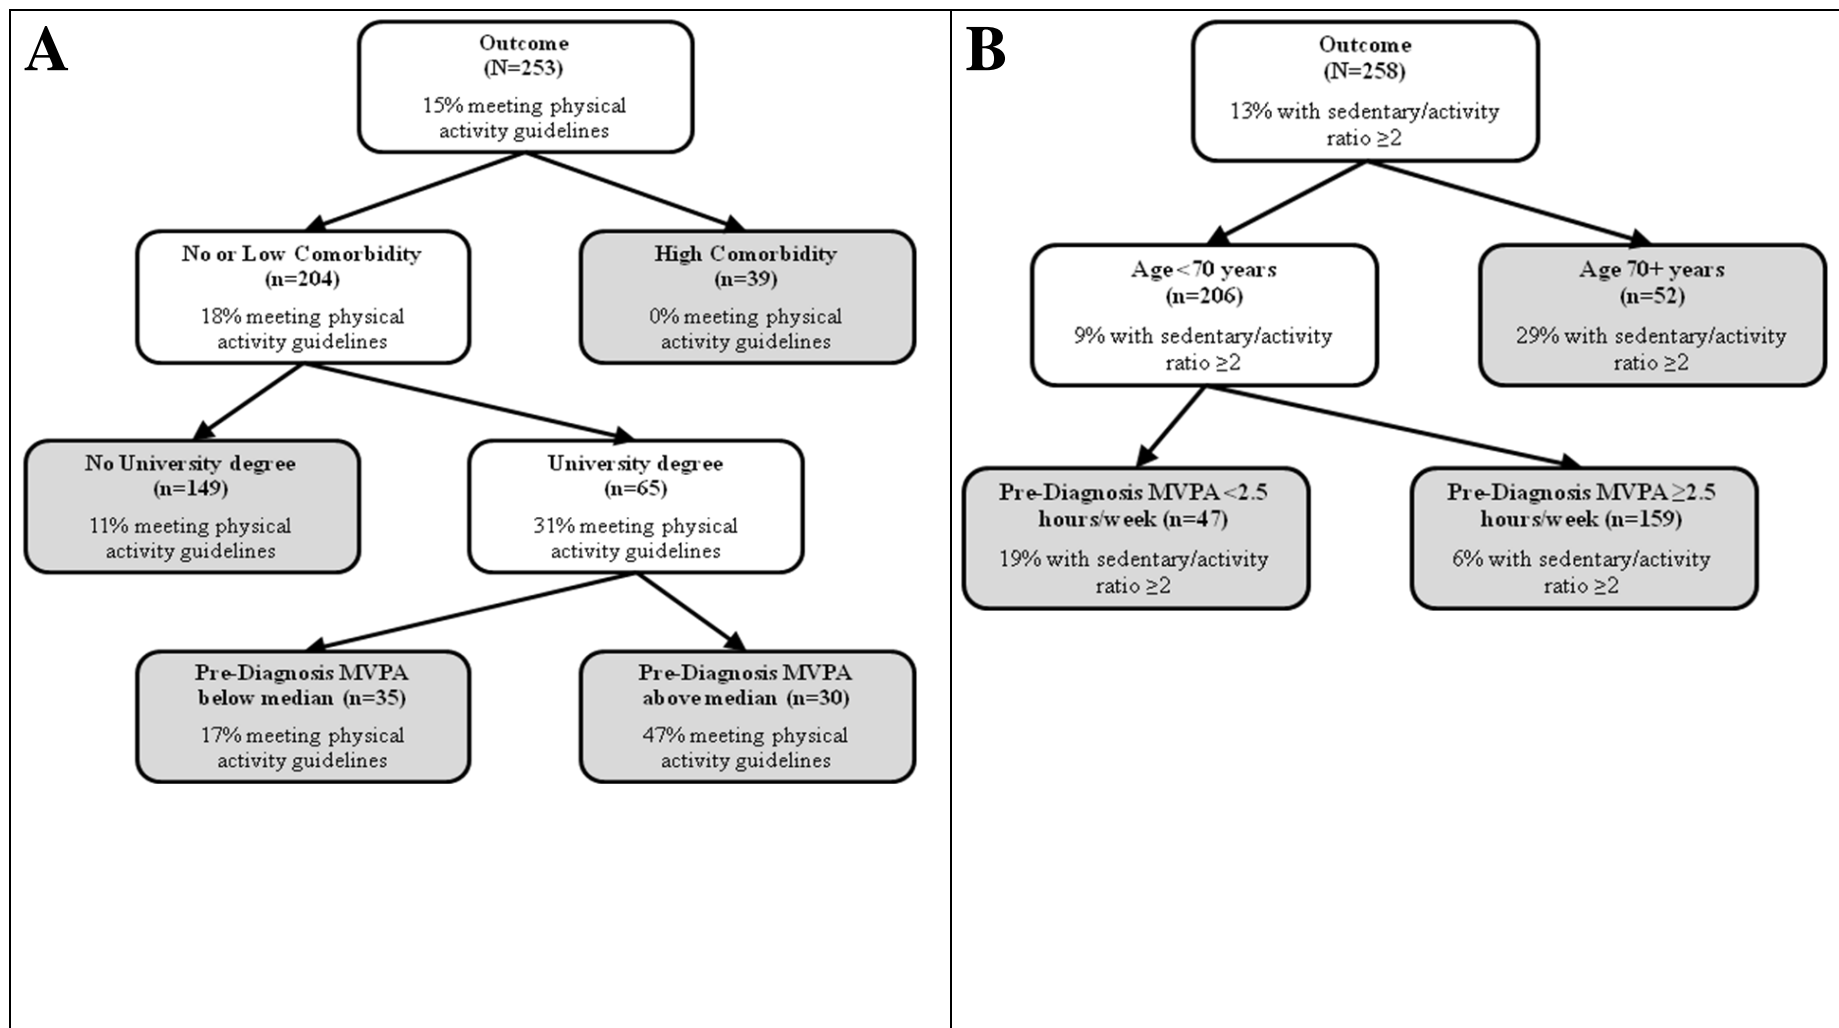 A
Outcome
(N=253)
15% meeting physical
activity guidelines
No or Low Comorbidity
(n=204)
18% meeting physical
activity guidelines
High Comorbidity
(n=39)
0% meeting physical
activity guidelines
No University degree
(n=149)
11% meeting physical
activity guidelines
University degree
(n=65)
31% meeting physical
activity guidelines
Pre-Diagnosis MVPA
below median (n=35)
17% meeting physical
activity guidelines
Pre-Diagnosis MVPA
above median (n=30)
47% meeting physical
activity guidelines
B
Outcome
(N=258)
13% with sedentary/activity
ratio ≥2
Age <70 years
(n=206)
9% with sedentary/activity
ratio ≥2
Age 70+ years
(n=52)
29% with sedentary/activity
ratio ≥2
Pre-Diagnosis MVPA <2.5
hours/week (n=47)
19% with sedentary/activity
ratio ≥2
Pre-Diagnosis MVPA ≥2.5
hours/week (n=159)
6% with sedentary/activity
ratio ≥2